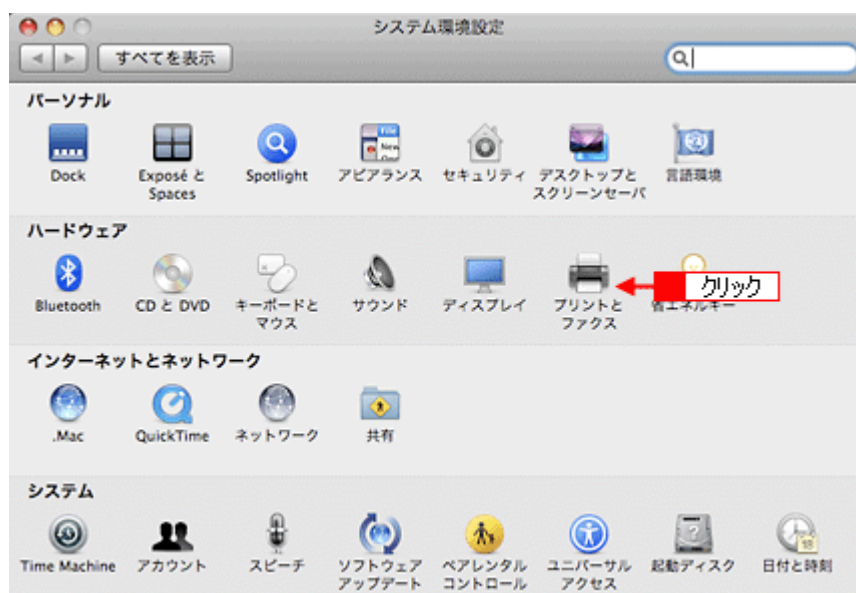 システム環境設定
すべてを表示
パーソナル
Dock
Exposé と
Spaces
Spotlight
アピアランス
セキュリティ
デスクトップと
スクリーンセーバ
言語環境
ハードウェア
Bluetooth
CD と DVD
キーボードと
マウス
サウンド
ディスプレイ
プリントと
ファクス
クリック
省エネルギー
インターネットとネットワーク
.Mac
QuickTime
ネットワーク
共有
システム
Time Machine
アカウント
スピーチ
ソフトウェア
アップデート
ペアレンタル
コントロール
ユニバーサル
アクセス
起動ディスク
日付と時刻